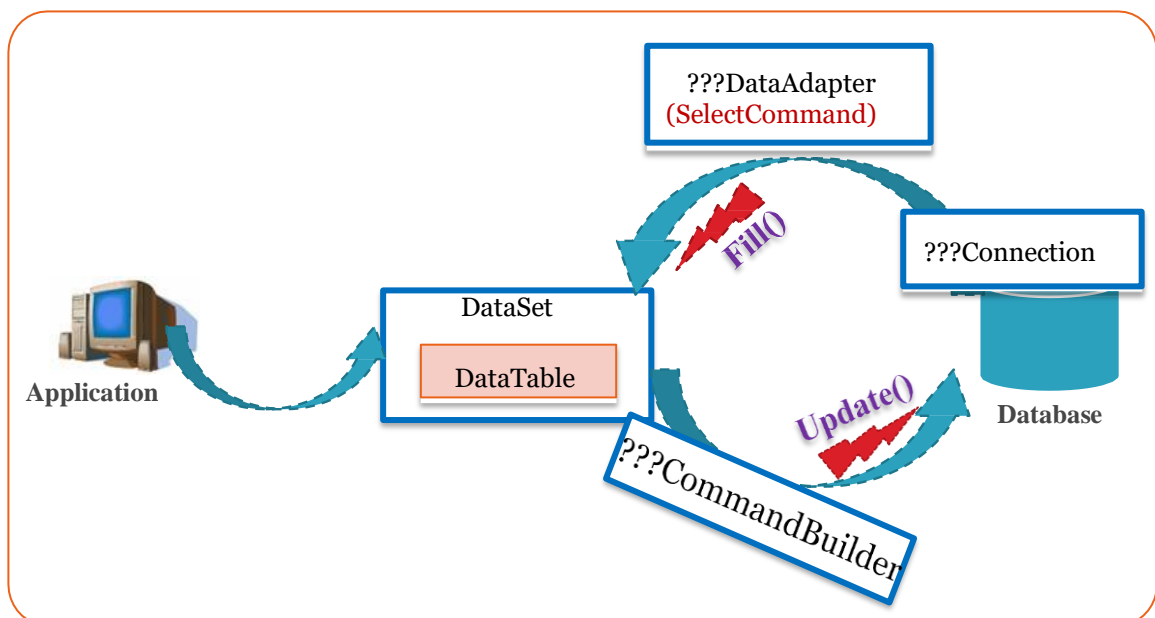 ???DataAdapter
(SelectCommand)
Fill()
???Connection
DataSet
DataTable
Application
Update()
Database
???CommandBuilder